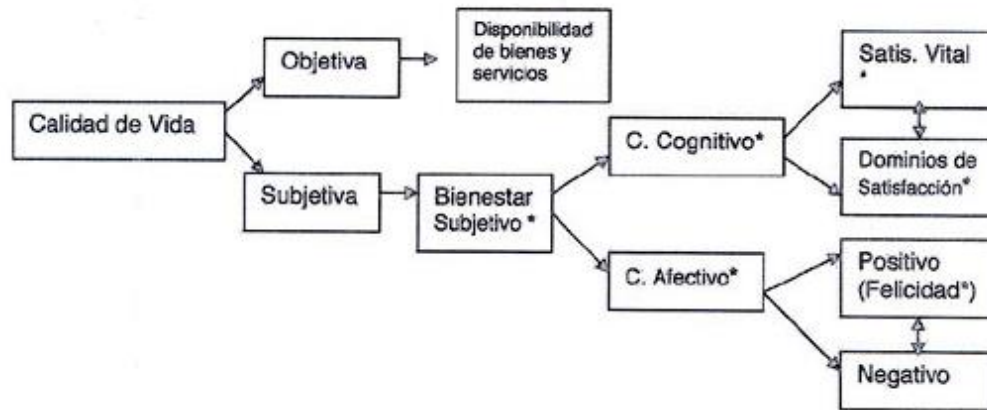 Disponibilidad
de bienes y
servicios
Objetiva
Satis. Vital
*
Calidad de Vida
C. Cognitivo*
Dominios de
Satisfacción*
Subjetiva
Bienestar
Subjetivo *
C. Afectivo*
Positivo
(Felicidad*)
Negativo